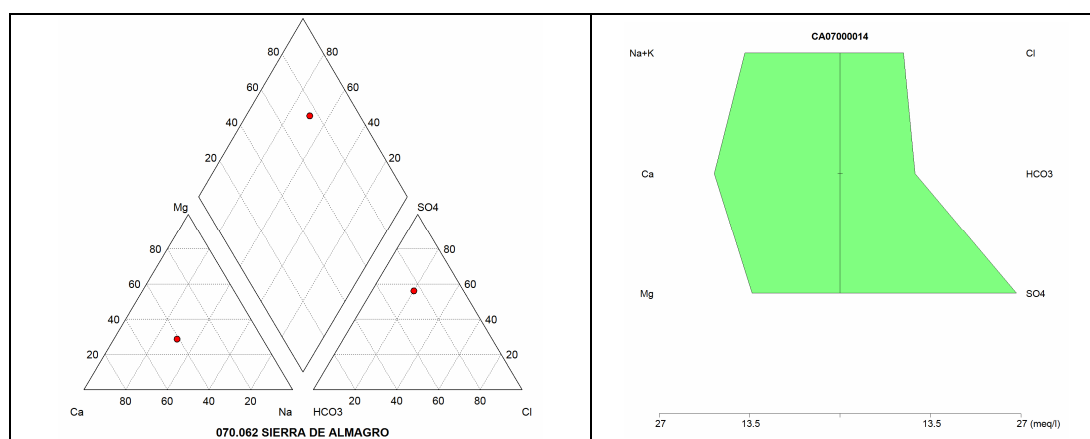 80 80
60 60
40 40
20 20
Mg SO4
80 80
60 60
40 40
20 20
Ca 80 60 40 20 Na HCO3 20 40 60 80 Cl
070.062 SIERRA DE ALMAGRO
CA07000014
Na+K Cl
Ca HCO3
Mg SO4
27 13.5 13.5 27 (meq/l)